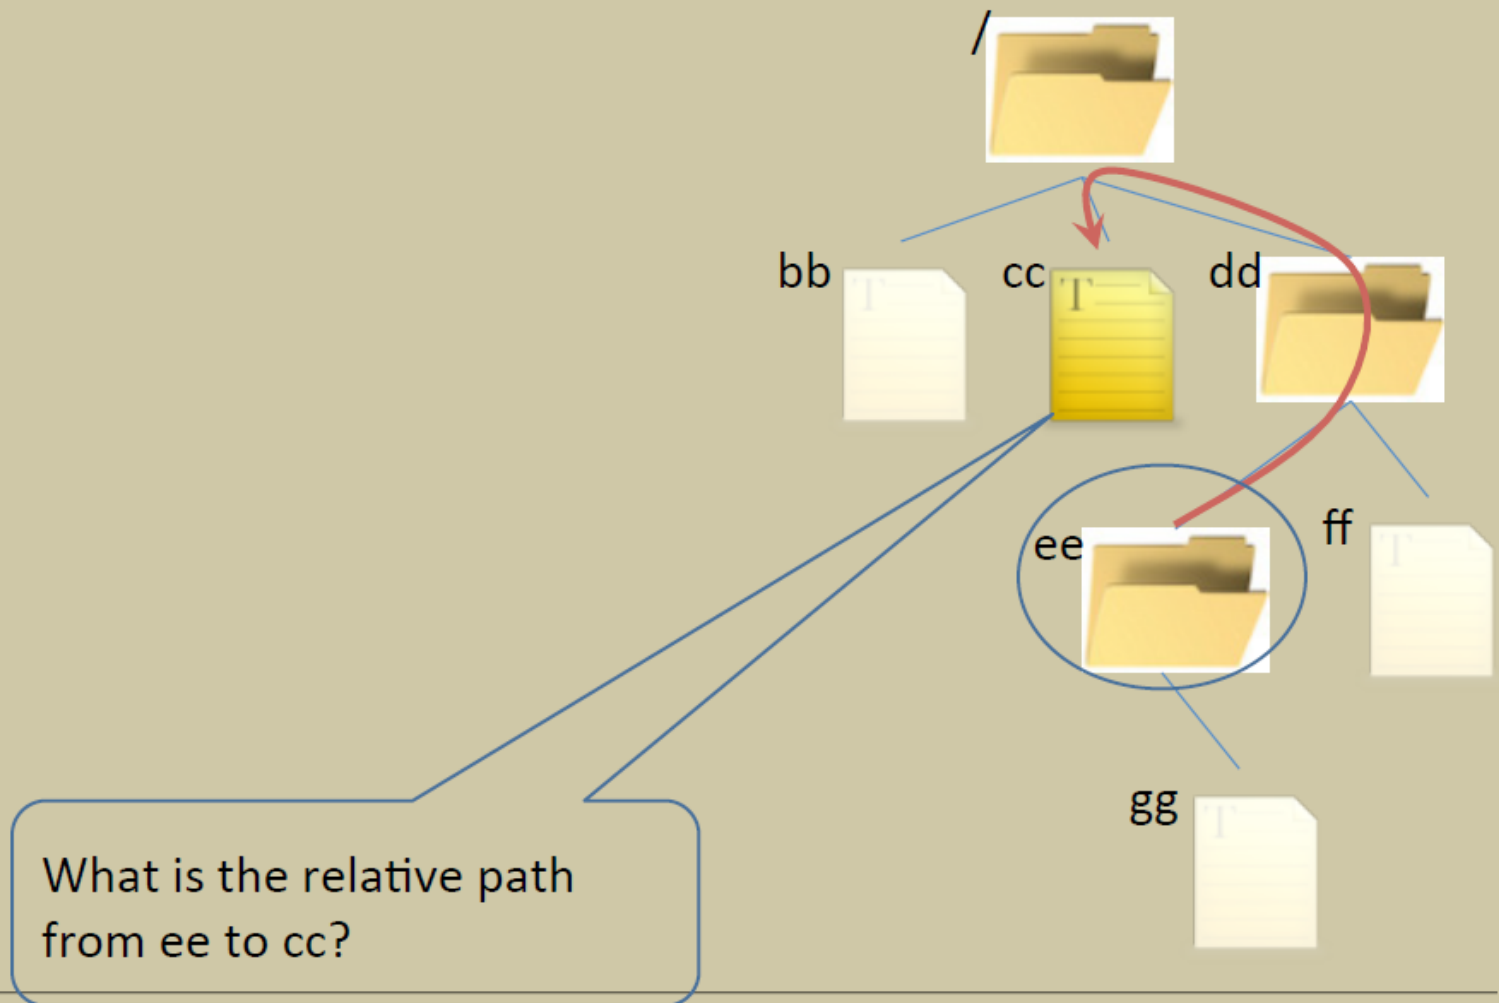 /
bb
cc
dd
ee
ff
gg
What is the relative path
from ee to cc?